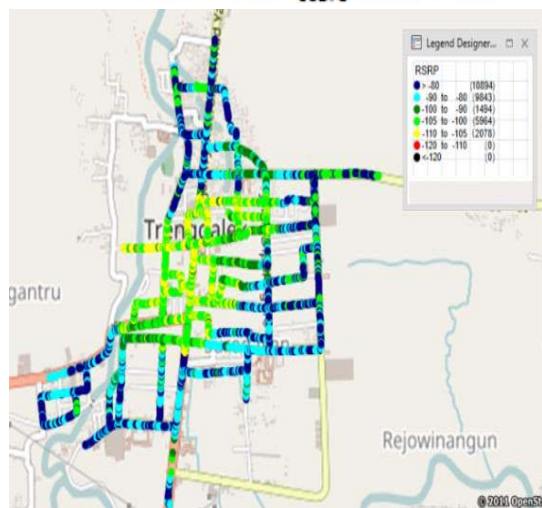 Legend Designer...
RSRP
> -80 (10894)
-90 to -80 (9843)
-100 to -90 (1494)
-105 to -100 (5964)
-110 to -105 (2078)
-120 to -110 (0)
<-120 (0)
gantru
Rejowinangun
© 2011 OpenSt